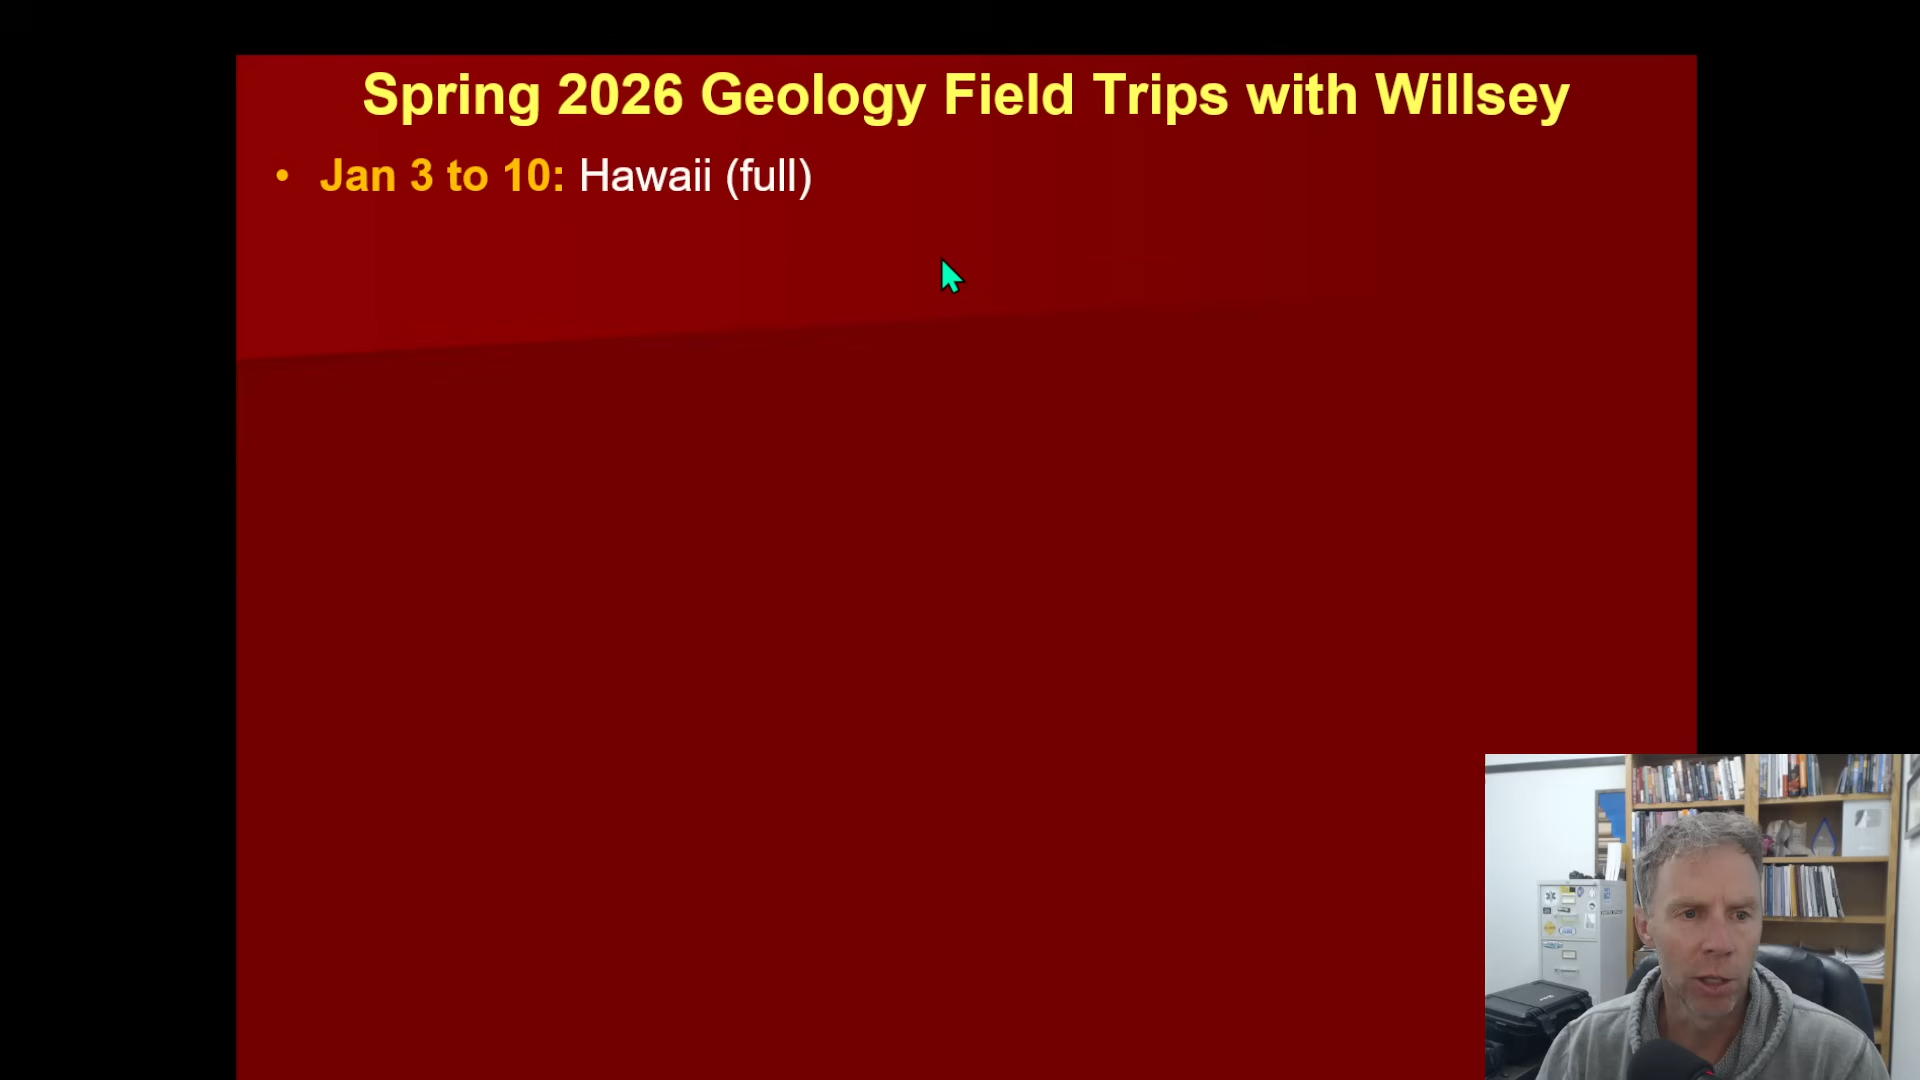 Spring 2026 Geology Field Trips with Willsey
• Jan 3 to 10: Hawaii (full)